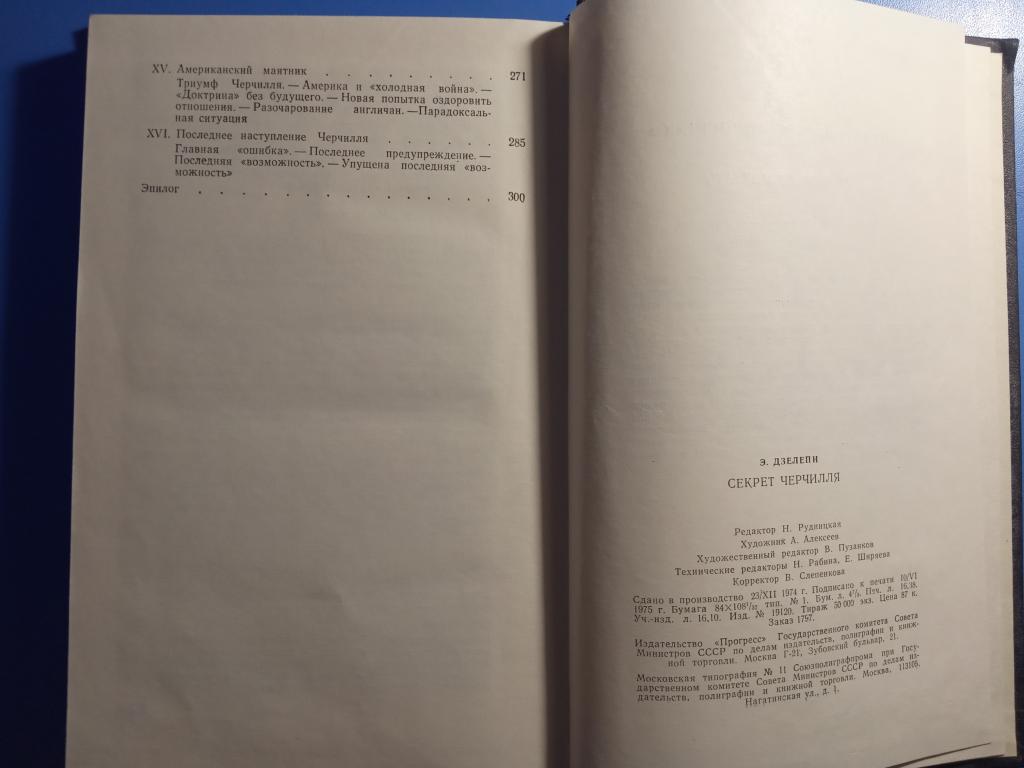 XV. Американский маятник . . . . . . . . . 271
Триумф Черчилля. — Америка и «холодная война». —
«Доктрина» без будущего. — Новая попытка оздоровить
отношения. — Разочарование англичан. — Парадоксаль-
ная ситуация
XVI. Последнее наступление Черчилля . . . . . . 285
Главная «ошибка». — Последнее предупреждение. —
Последняя «возможность». — Упущена последняя «воз-
можность»
Эпилог . . . . . . . . . . . . . . . 300
Э. ДЗЕЛЕПИ
СЕКРЕТ ЧЕРЧИЛЛЯ
Редактор Н. Рудницкая
Художник А. Алексеев
Художественный редактор В. Пузанков
Технические редакторы Н. Рабина, Е. Ширяева
Корректор В. Слепенкова
Сдано в производство 23/XII 1974 г. Подписано к печати 10/VI
1975 г. Бумага 84×108¹/₃₂ тип. № 1. Бум. л. 4⁷/₈. Печ. л. 16,38.
Уч.-изд. л. 16,10. Изд. № 19120. Тираж 50 000 экз. Цена 87 к.
Заказ 1797.
Издательство «Прогресс» Государственного комитета Совета
Министров СССР по делам издательств, полиграфии и книж-
ной торговли. Москва Г-21, Зубовский бульвар, 21.
Московская типография № 11 Союзполиграфпрома при Госу-
дарственном комитете Совета Министров СССР по делам из-
дательств, полиграфии и книжной торговли. Москва, 113105,
Нагатинская ул., д. 1.